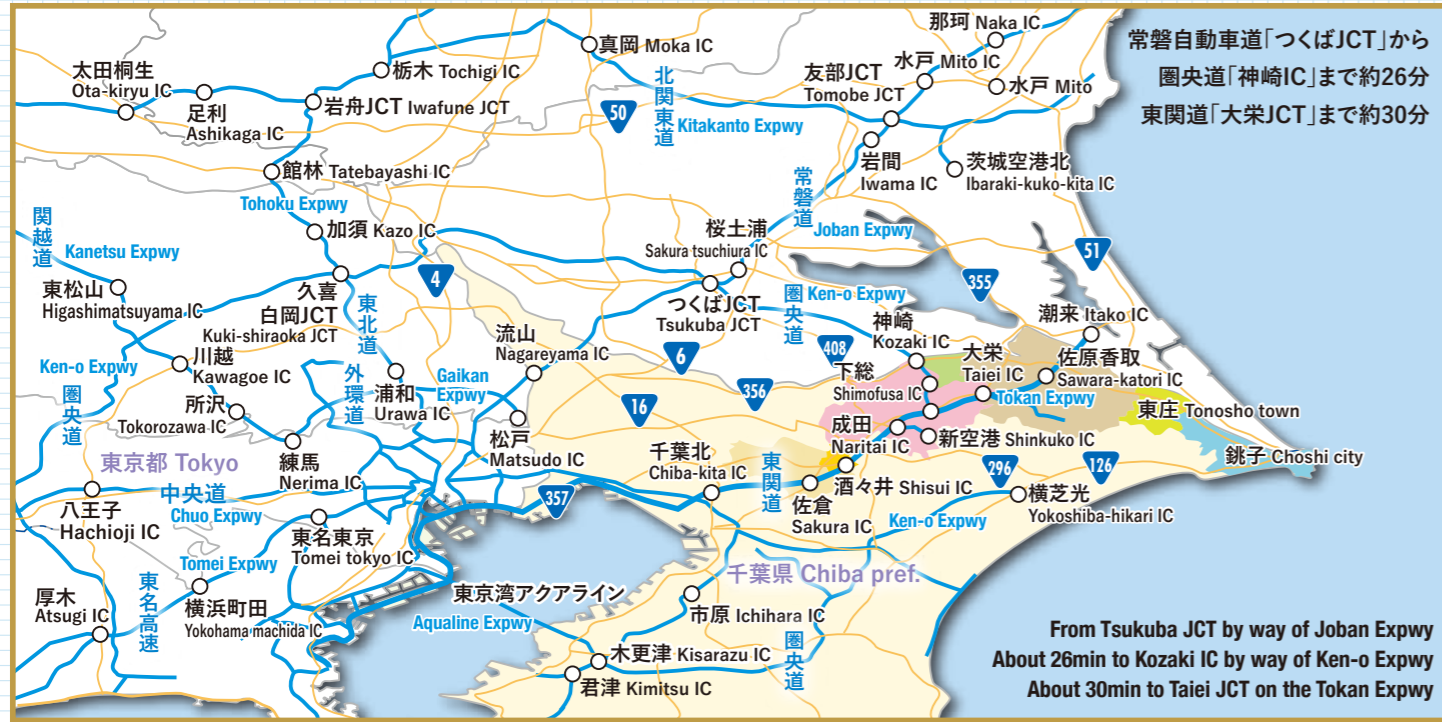 那珂 Naka IC
真岡 Moka IC
常磐自動車道「つくばJCT」から
圏央道「神崎IC」まで約26分
東関道「大栄JCT」まで約30分
太田桐生
Ota-kiryu IC
栃木 Tochigi IC
北関東道
友部JCT
Tomobe JCT
水戸 Mito IC
水戸 Mito
足利
Ashikaga IC
岩舟JCT Iwafune JCT
50
Kitakanto Expwy
館林 Tatebayashi IC
岩間
Iwama IC
茨城空港北
Ibaraki-kuko-kita IC
常磐道
Tohoku Expwy
関越道
Kanetsu Expwy
加須 Kazo IC
桜土浦
Sakura tsuchiura IC
Joban Expwy
51
東松山
Higashimatsuyama IC
久喜
白岡JCT
Kuki-shiraoka JCT
東北道
4
つくばJCT
Tsukuba JCT
圏央道
Ken-o Expwy
355
潮来 Itako IC
流山
Nagareyama IC
神崎
Kozaki IC
Ken-o Expwy
圏央道
川越
Kawagoe IC
外環道
浦和
Urawa IC
Gaikan
Expwy
6
408
下総
Shimofusa IC
大栄
Taiei IC
佐原香取
Sawara-katori IC
所沢
Tokorozawa IC
16
356
Tokan Expwy
東庄 Tonosho town
松戸
Matsudo IC
成田
Naritai IC
新空港 Shinkuko IC
銚子 Choshi city
東京都 Tokyo
練馬
Nerima IC
千葉北
Chiba-kita IC
東関道
296
126
八王子
Hachioji IC
中央道
Chuo Expwy
357
佐倉
Sakura IC
酒々井 Shisui IC
横芝光
Yokoshiba-hikari IC
東名東京
Tomei tokyo IC
Ken-o Expwy
Tomei Expwy
千葉県 Chiba pref.
厚木
Atsugi IC
東名高速
横浜町田
Yokohama machida IC
東京湾アクアライン
Aqualine Expwy
市原 Ichihara IC
圏央道
木更津 Kisarazu IC
君津 Kimitsu IC
From Tsukuba JCT by way of Joban Expwy
About 26min to Kozaki IC by way of Ken-o Expwy
About 30min to Taiei JCT on the Tokan Expwy